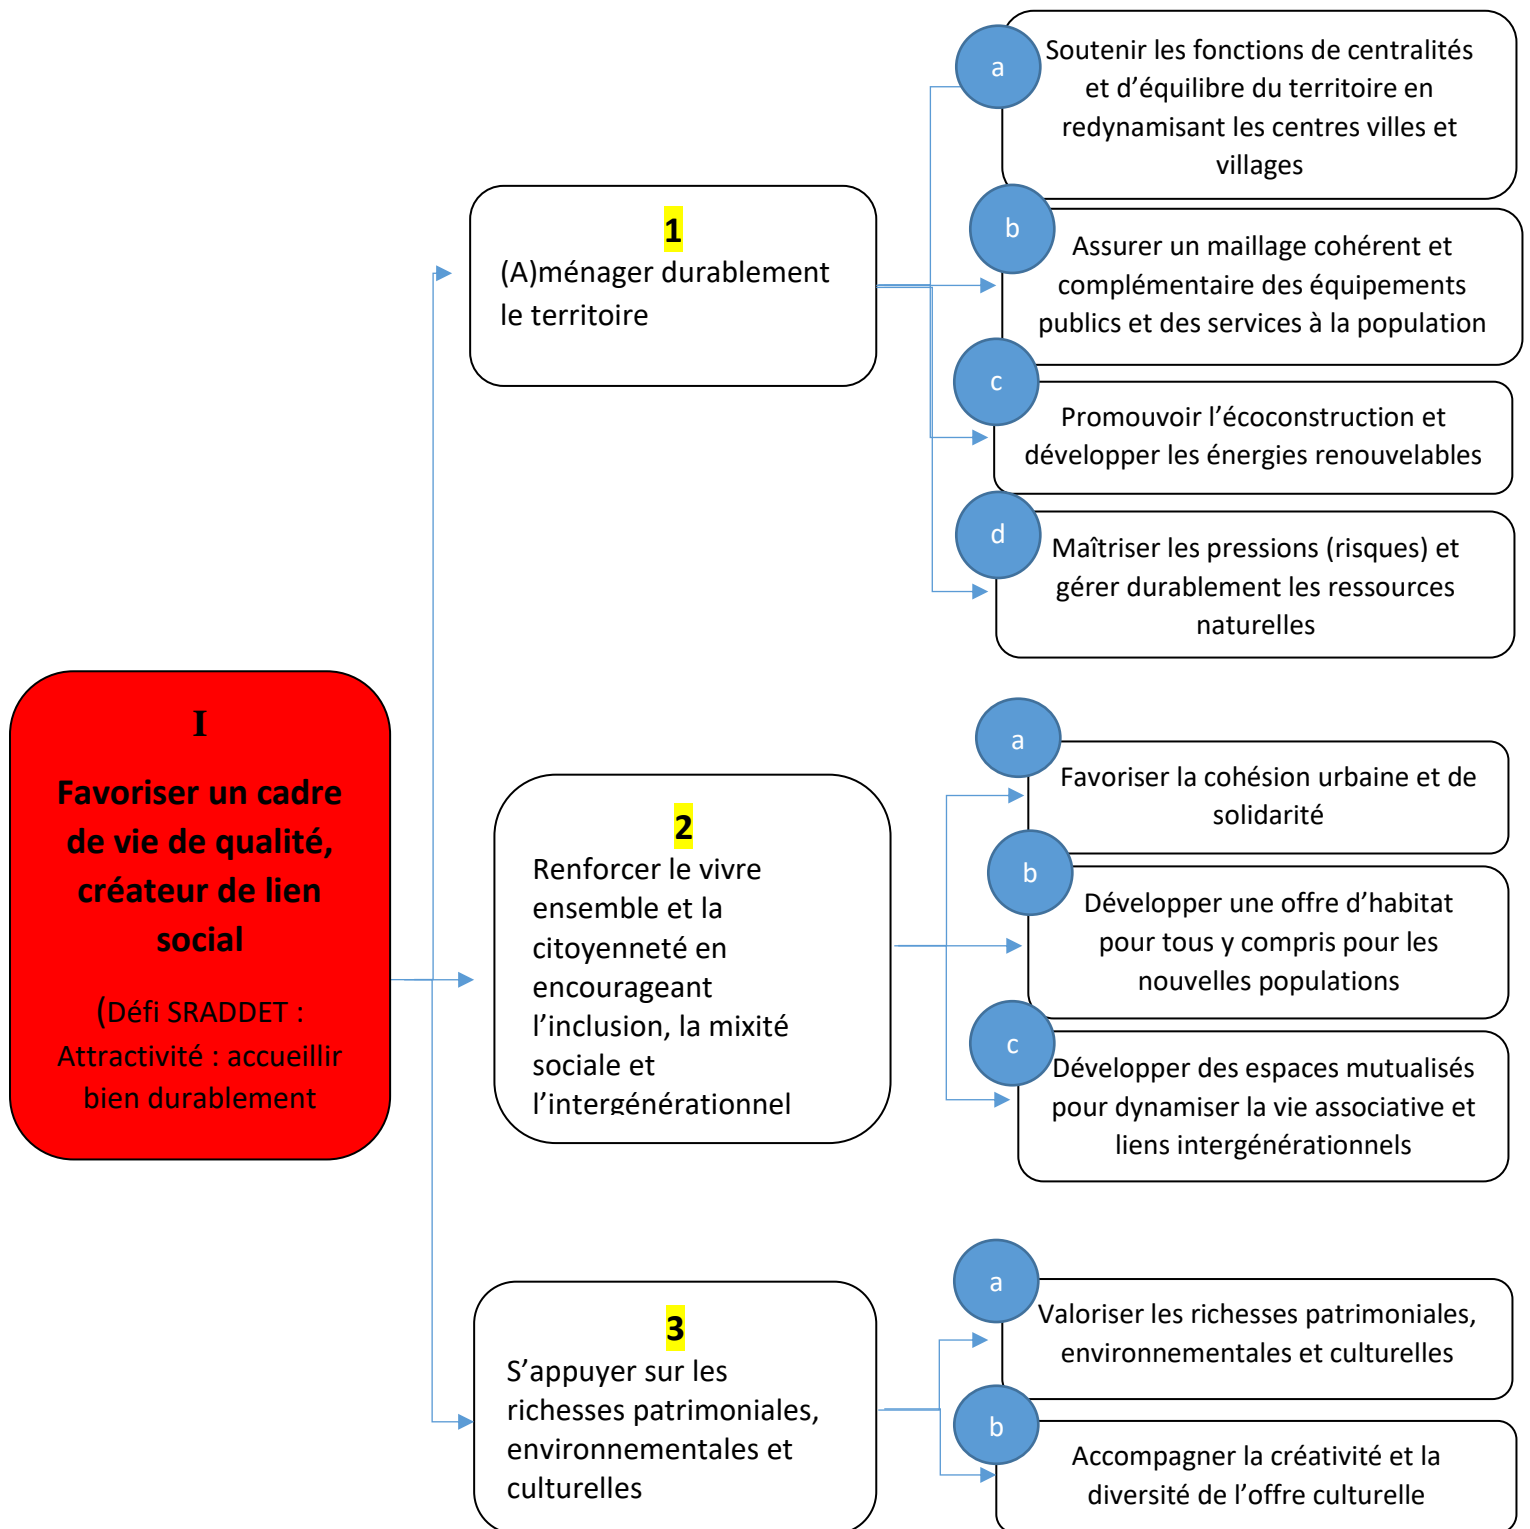 I
Favoriser un cadre
de vie de qualité,
créateur de lien
social
(Défi SRADDET :
Attractivité : accueillir
bien durablement
1
(A)ménager durablement
le territoire
a
Soutenir les fonctions de centralités
et d’équilibre du territoire en
redynamisant les centres villes et
villages
b
Assurer un maillage cohérent et
complémentaire des équipements
publics et des services à la population
c
Promouvoir l’écoconstruction et
développer les énergies renouvelables
d
Maîtriser les pressions (risques) et
gérer durablement les ressources
naturelles
2
Renforcer le vivre
ensemble et la
citoyenneté en
encourageant
l’inclusion, la mixité
sociale et
l’intergénérationnel
a
Favoriser la cohésion urbaine et de
solidarité
b
Développer une offre d’habitat
pour tous y compris pour les
nouvelles populations
c
Développer des espaces mutualisés
pour dynamiser la vie associative et
liens intergénérationnels
3
S’appuyer sur les
richesses patrimoniales,
environnementales et
culturelles
a
Valoriser les richesses patrimoniales,
environnementales et culturelles
b
Accompagner la créativité et la
diversité de l’offre culturelle